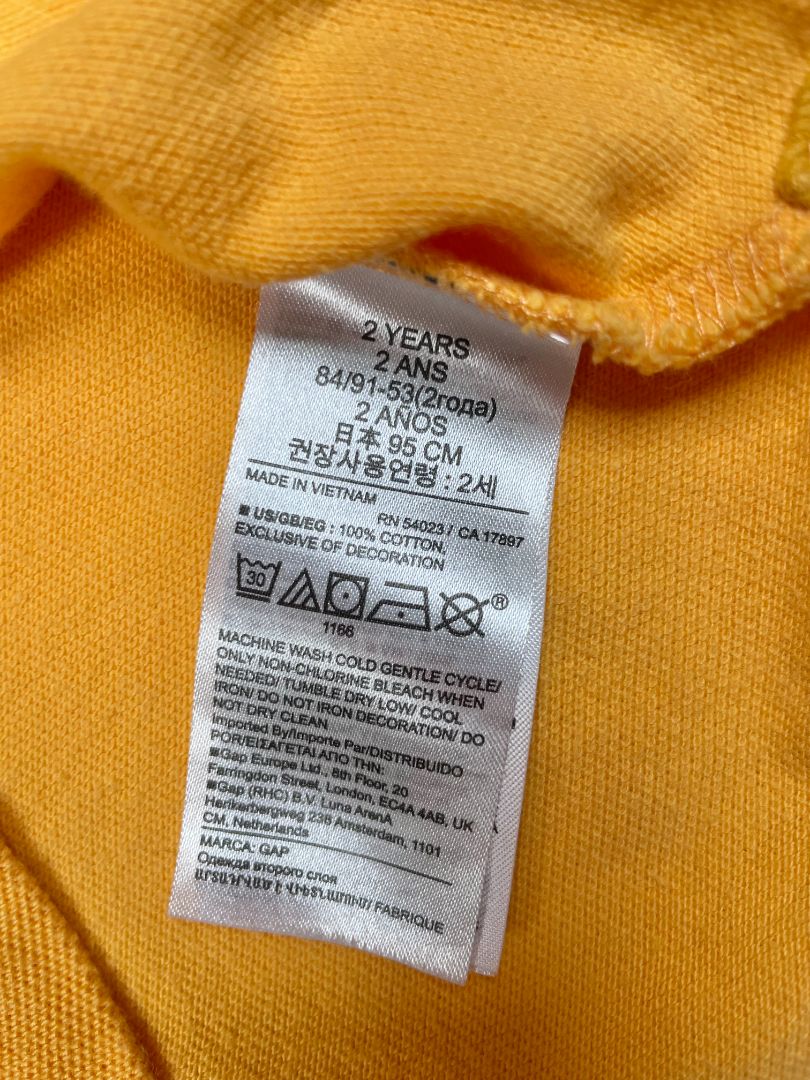 2 YEARS
2 ANS
84/91-53(2года)
2 AÑOS
日本 95 CM
권장사용연령 : 2세
MADE IN VIETNAM
RN 54023 / CA 17897
■ US/GB/EG : 100% COTTON,
EXCLUSIVE OF DECORATION
30
®
1166
MACHINE WASH COLD GENTLE CYCLE/
ONLY NON-CHLORINE BLEACH WHEN
NEEDED/ TUMBLE DRY LOW/ COOL
IRON/ DO NOT IRON DECORATION/ DO
NOT DRY CLEAN
Imported By/Importe Par/DISTRIBUIDO
POR/ΕΙΣΑΓΕΤΑΙ ΑΠΟ ΤΗΝ:
■Gap Europe Ltd., 8th Floor, 20
Farringdon Street, London, EC4A 4AB, UK
■Gap (RHC) B.V. Luna ArenA
Herikerbergweg 238 Amsterdam, 1101
CM, Netherlands
MARCA: GAP
Одежда второго слоя
ԱՐՏԱԴՐՎԱԾ Է ՎԻԵՏՆԱՄՈՒՄ/ FABRIQUE